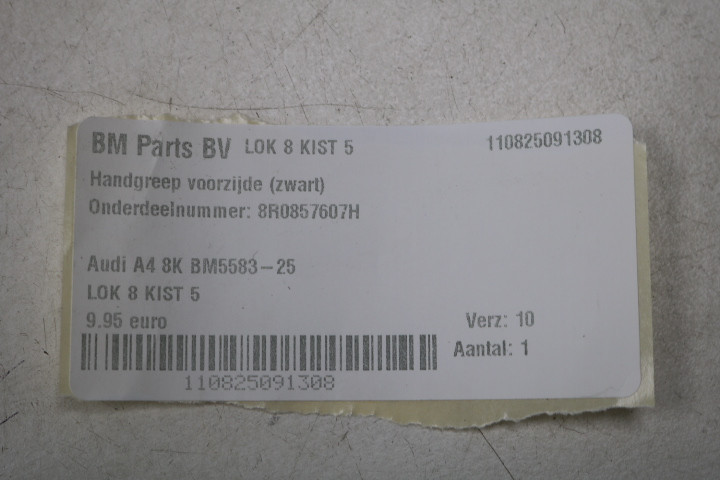 BM Parts BV LOK 8 KIST 5 110825091308
Handgreep voorzijde (zwart)
Onderdeelnummer: 8R0857607H
Audi A4 8K BM5583-25
LOK 8 KIST 5
9.95 euro Verz: 10
Aantal: 1
110825091308